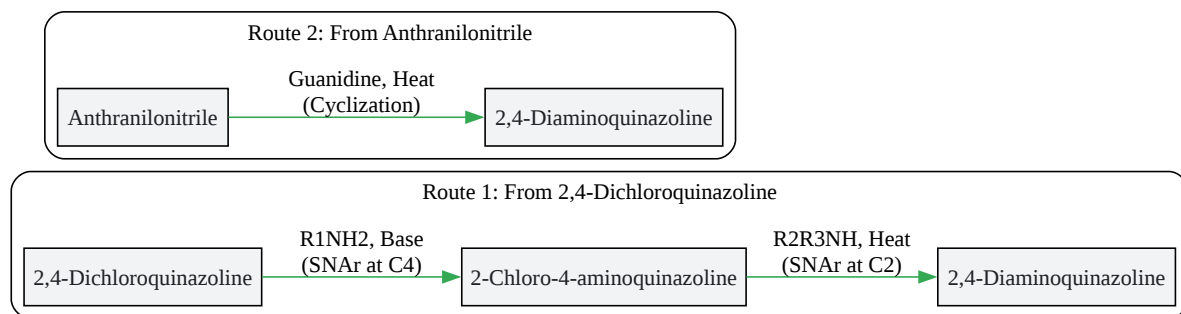 Route 2: From Anthranilonitrile
Guanidine, Heat
(Cyclization)
Anthranilonitrile
2,4-Diaminoquinazoline
Route 1: From 2,4-Dichloroquinazoline
R1NH2, Base
(SNAr at C4)
R2R3NH, Heat
(SNAr at C2)
2,4-Dichloroquinazoline
2-Chloro-4-aminoquinazoline
2,4-Diaminoquinazoline